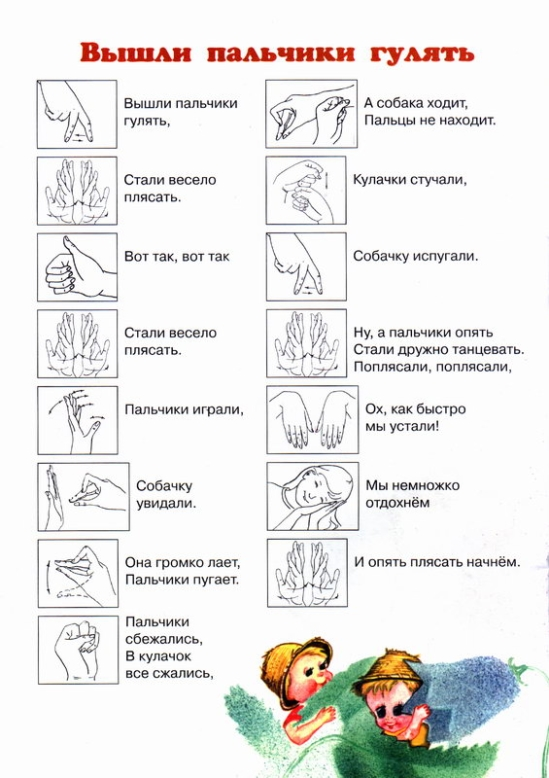 Вышли пальчики гулять
Вышли пальчики
гулять,
Стали весело
плясать.
Вот так, вот так
Стали весело
плясать.
Пальчики играли,
Собачку
увидали.
Она громко лает,
Пальчики пугает.
Пальчики
сбежались,
В кулачок
все сжались,
А собака ходит,
Пальцы не находит.
Кулачки стучали,
Собачку испугали.
Ну, а пальчики опять
Стали дружно танцевать.
Поплясали, поплясали,
Ох, как быстро
мы устали!
Мы немножко
отдохнём
И опять плясать начнём.